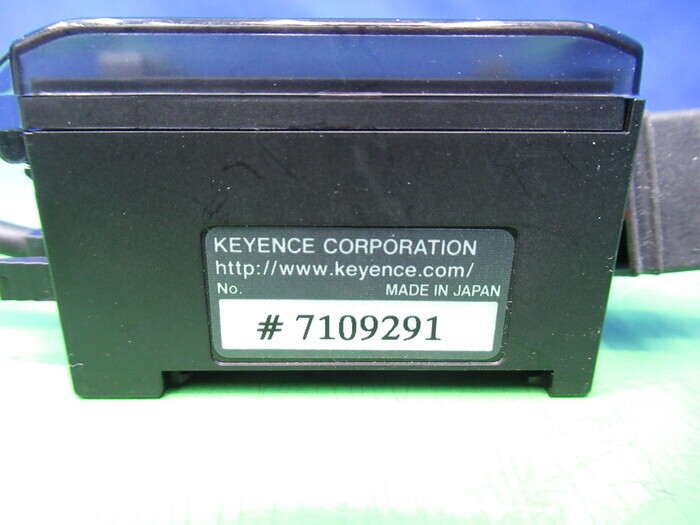 KEYENCE CORPORATION
http://www.keyence.com/
No. MADE IN JAPAN
# 7109291